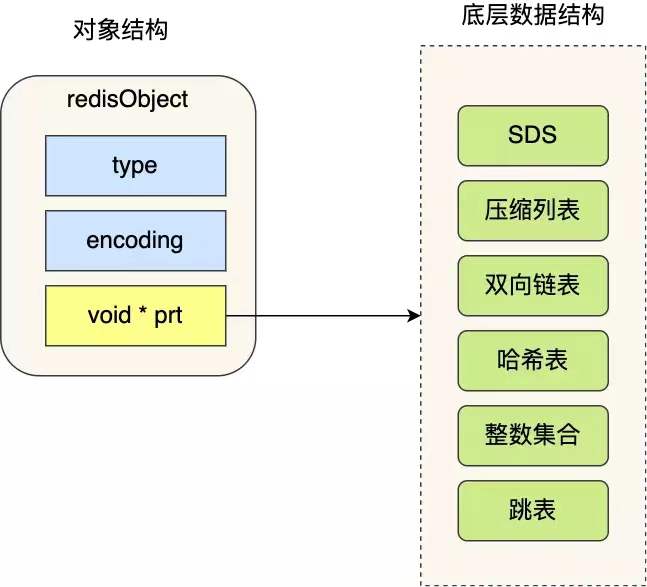 对象结构
redisObject
type
encoding
void * prt
底层数据结构
SDS
压缩列表
双向链表
哈希表
整数集合
跳表